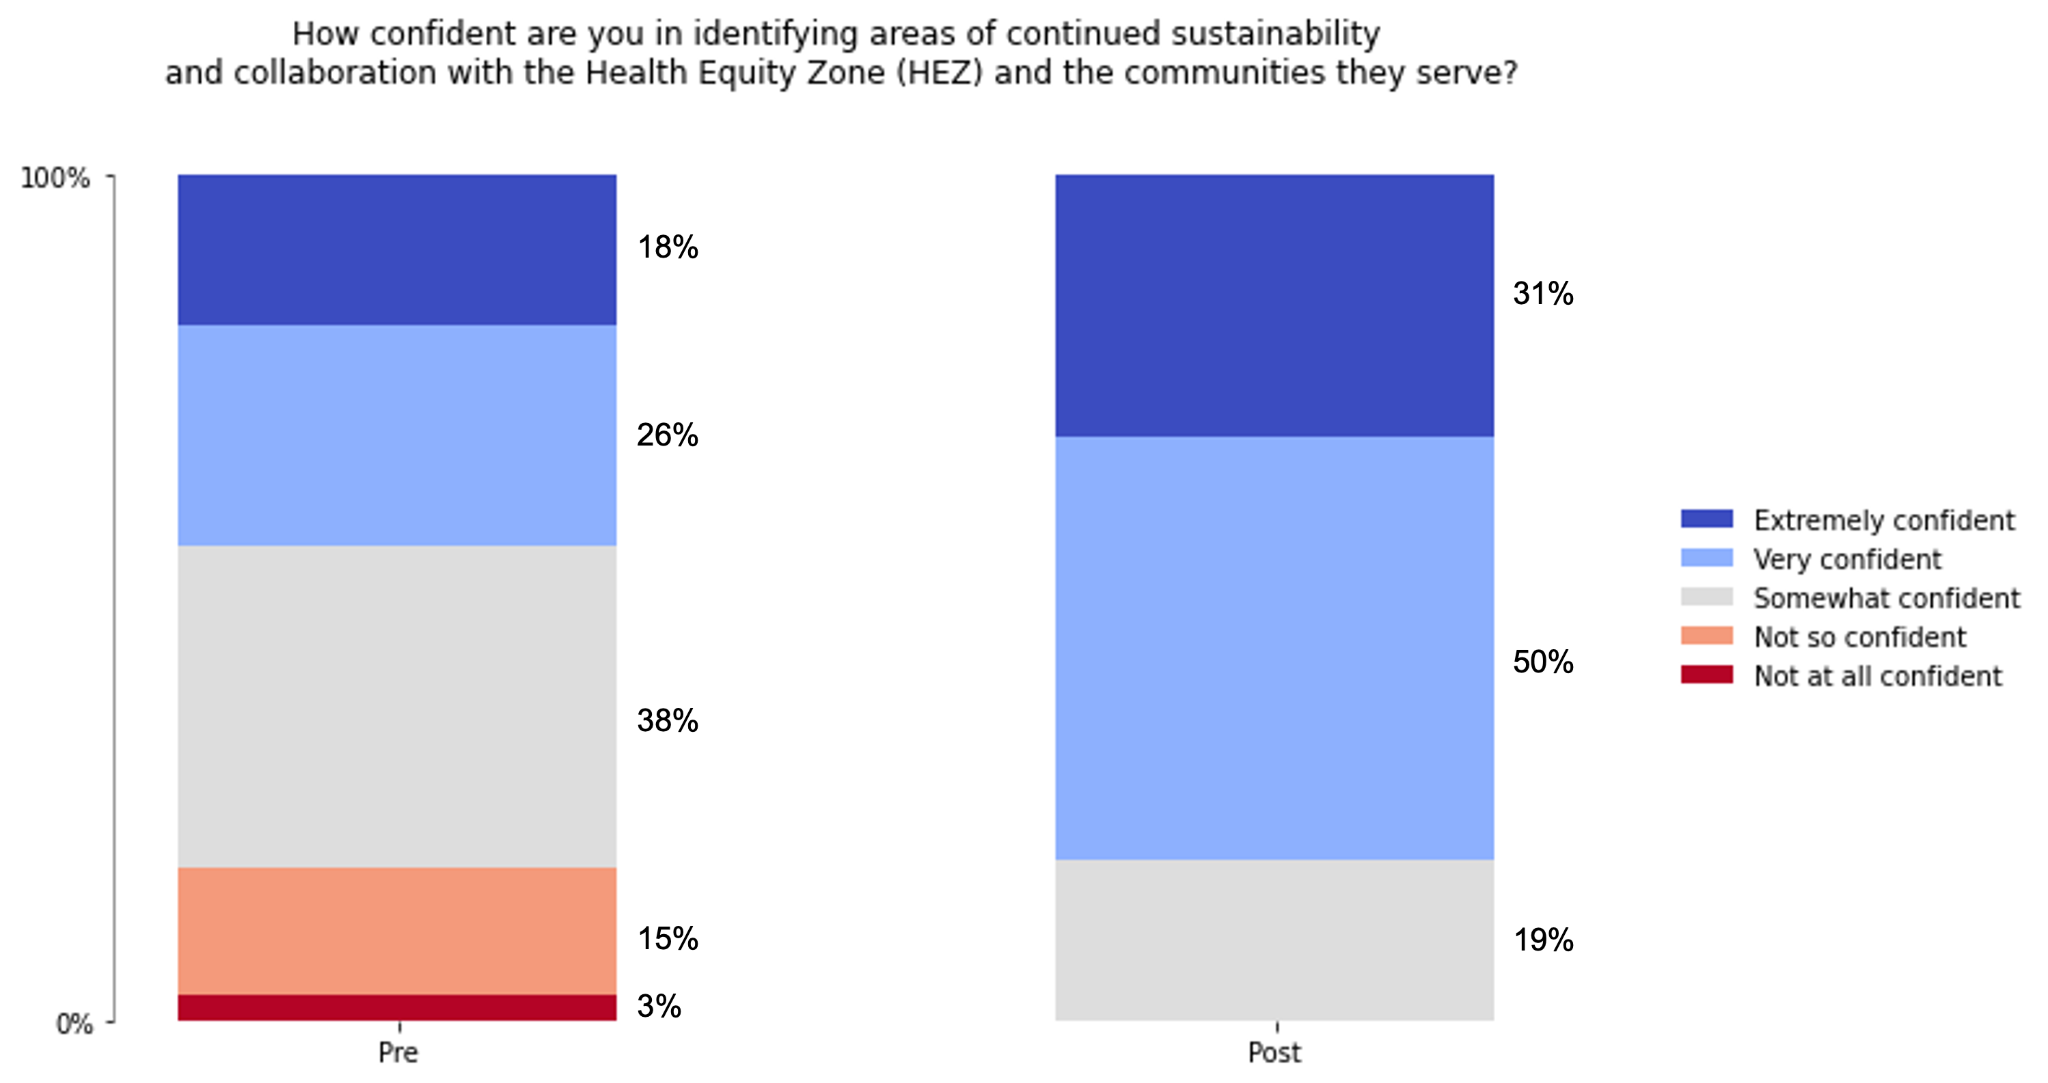 How confident are you in identifying areas of continued sustainability
and collaboration with the Health Equity Zone (HEZ) and the communities they serve?
100%
18%
31%
26%
Extremely confident
Very confident
Somewhat confident
Not so confident
Not at all confident
50%
38%
15%
19%
3%
0%
Pre
Post